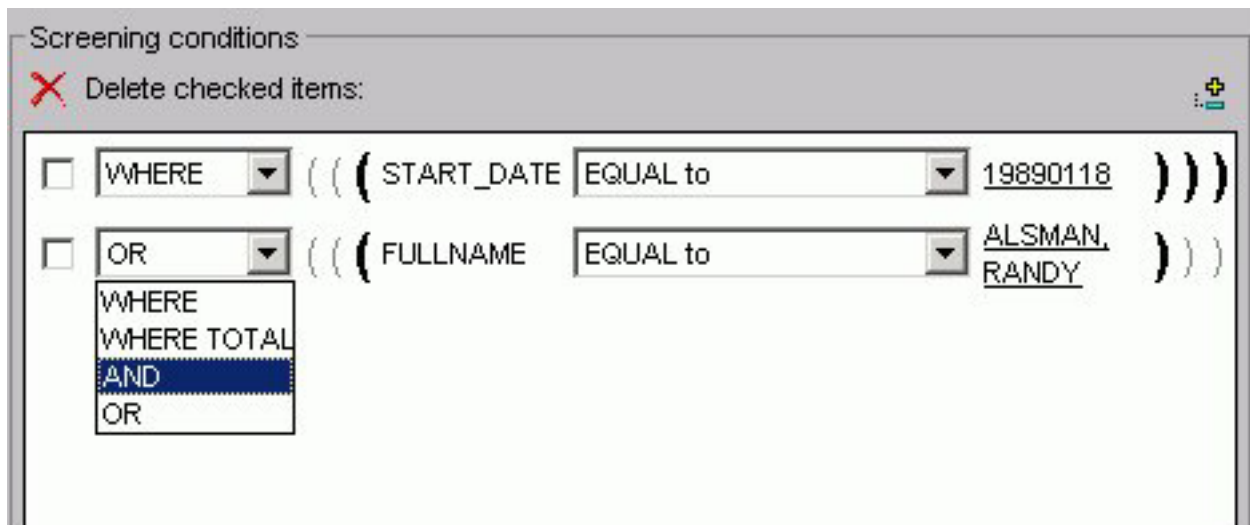 Screening conditions
Delete checked items:
WHERE ( ( ( START_DATE EQUAL to 19890118 ) ) )
OR ( ( ( FULLNAME EQUAL to ALSMAN, RANDY ) ) )
WHERE
WHERE TOTAL
AND
OR